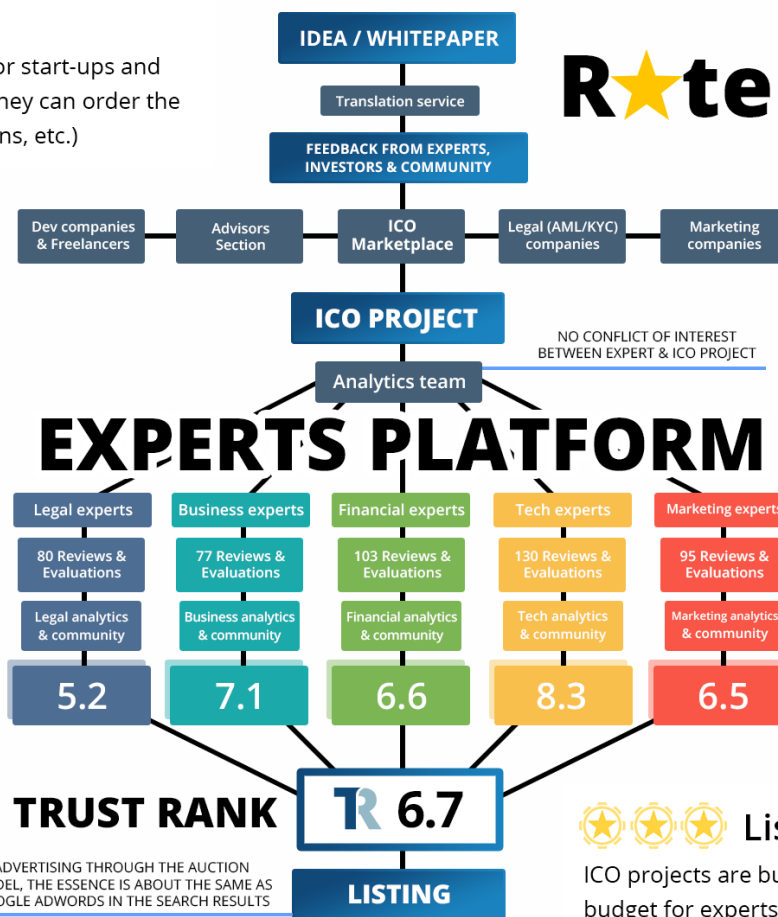 IDEA / WHITEPAPER
or start-ups and
they can order the
ns, etc.)
R te
Translation service
FEEDBACK FROM EXPERTS,
INVESTORS & COMMUNITY
Dev companies
& Freelancers
Advisors
Section
ICO
Marketplace
Legal (AML/KYC)
companies
Marketing
companies
ICO PROJECT
NO CONFLICT OF INTEREST
BETWEEN EXPERT & ICO PROJECT
Analytics team
EXPERTS PLATFORM
Legal experts
Business experts
Financial experts
Tech experts
Marketing experts
80 Reviews &
Evaluations
77 Reviews &
Evaluations
103 Reviews &
Evaluations
130 Reviews &
Evaluations
95 Reviews &
Evaluations
Legal analytics
& community
Business analytics
& community
Financial analytics
& community
Tech analytics
& community
Marketing analytics
& community
5.2
7.1
6.6
8.3
6.5
TRUST RANK
TR 6.7
Lis
ADVERTISING THROUGH THE AUCTION
DEL, THE ESSENCE IS ABOUT THE SAME AS
OGLE ADWORDS IN THE SEARCH RESULTS
LISTING
ICO projects are bu
budget for experts